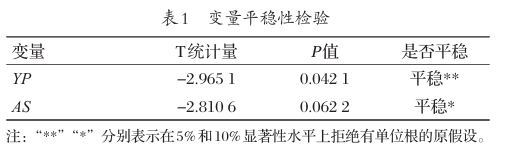 表1 变量平稳性检验
变量 T统计量 P值 是否平稳
YP −2.965 1 0.042 1 平稳**
AS −2.810 6 0.062 2 平稳*
注：“**”“*”分别表示在5%和10%显著性水平上拒绝有单位根的原假设。